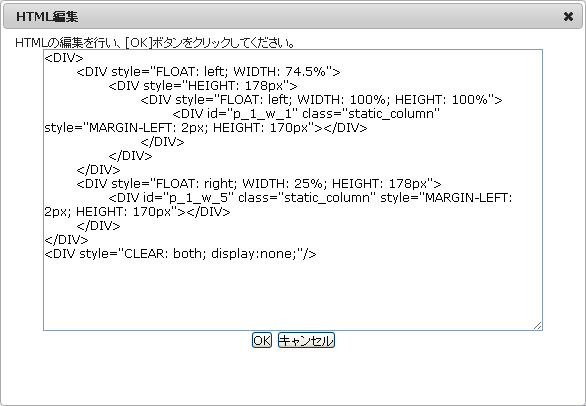 HTML編集
HTMLの編集を行い、[OK]ボタンをクリックしてください。
<DIV>
<DIV style="FLOAT: left; WIDTH: 74.5%">
<DIV style="HEIGHT: 178px">
<DIV style="FLOAT: left; WIDTH: 100%; HEIGHT: 100%">
<DIV id="p_1_w_1" class="static_column"
style="MARGIN-LEFT: 2px; HEIGHT: 170px"></DIV>
</DIV>
</DIV>
</DIV>
<DIV style="FLOAT: right; WIDTH: 25%; HEIGHT: 178px">
<DIV id="p_1_w_5" class="static_column" style="MARGIN-LEFT:
2px; HEIGHT: 170px"></DIV>
</DIV>
</DIV>
<DIV style="CLEAR: both; display:none;"/>
OK キャンセル